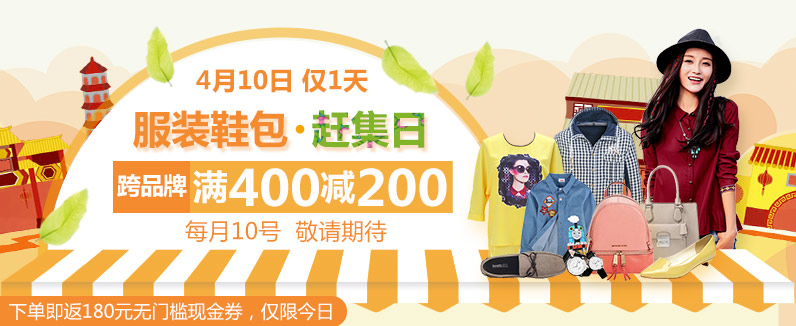 4月10日 仅1天
服装鞋包·赶集日
跨品牌 满400减200
每月10号 敬请期待
下单即返180元无门槛现金券，仅限今日